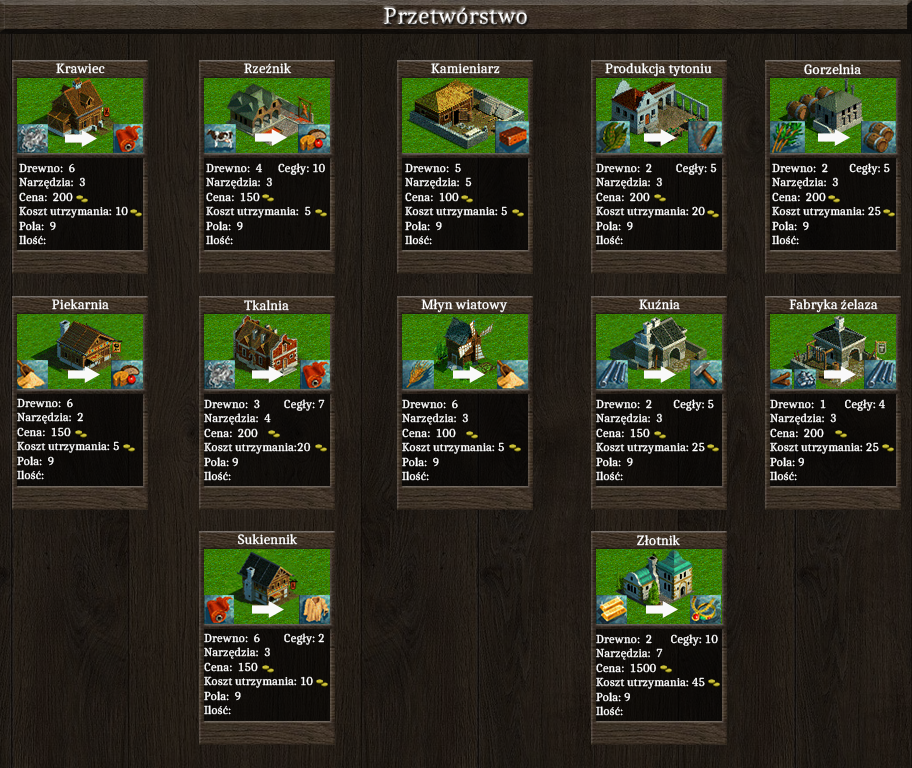 Przetwórstwo
Krawiec
Drewno: 6
Narzędzia: 3
Cena: 200
Koszt utrzymania: 10
Pola: 9
Ilość:
Rzeźnik
Drewno: 4 Cegły: 10
Narzędzia: 3
Cena: 150
Koszt utrzymania: 5
Pola: 9
Ilość:
Kamieniarz
Drewno: 5
Narzędzia: 5
Cena: 100
Koszt utrzymania: 5
Pola: 9
Ilość:
Produkcja tytoniu
Drewno: 2 Cegły: 5
Narzędzia: 3
Cena: 200
Koszt utrzymania: 20
Pola: 9
Ilość:
Gorzelnia
Drewno: 2 Cegły: 5
Narzędzia: 3
Cena: 200
Koszt utrzymania: 25
Pola: 9
Ilość:
Piekarnia
Drewno: 6
Narzędzia: 2
Cena: 150
Koszt utrzymania: 5
Pola: 9
Ilość:
Tkalnia
Drewno: 3 Cegły: 7
Narzędzia: 4
Cena: 200
Koszt utrzymania:20
Pola: 9
Ilość:
Młyn wiatowy
Drewno: 6
Narzędzia: 3
Cena: 100
Koszt utrzymania: 5
Pola: 9
Ilość:
Kuźnia
Drewno: 2 Cegły: 5
Narzędzia: 3
Cena: 150
Koszt utrzymania: 25
Pola: 9
Ilość:
Fabryka żelaza
Drewno: 1 Cegły: 4
Narzędzia: 3
Cena: 200
Koszt utrzymania: 25
Pola: 9
Ilość:
Sukiennik
Drewno: 6 Cegły: 2
Narzędzia: 3
Cena: 150
Koszt utrzymania: 10
Pola: 9
Ilość:
Złotnik
Drewno: 2 Cegły: 10
Narzędzia: 7
Cena: 1500
Koszt utrzymania: 45
Pola: 9
Ilość: